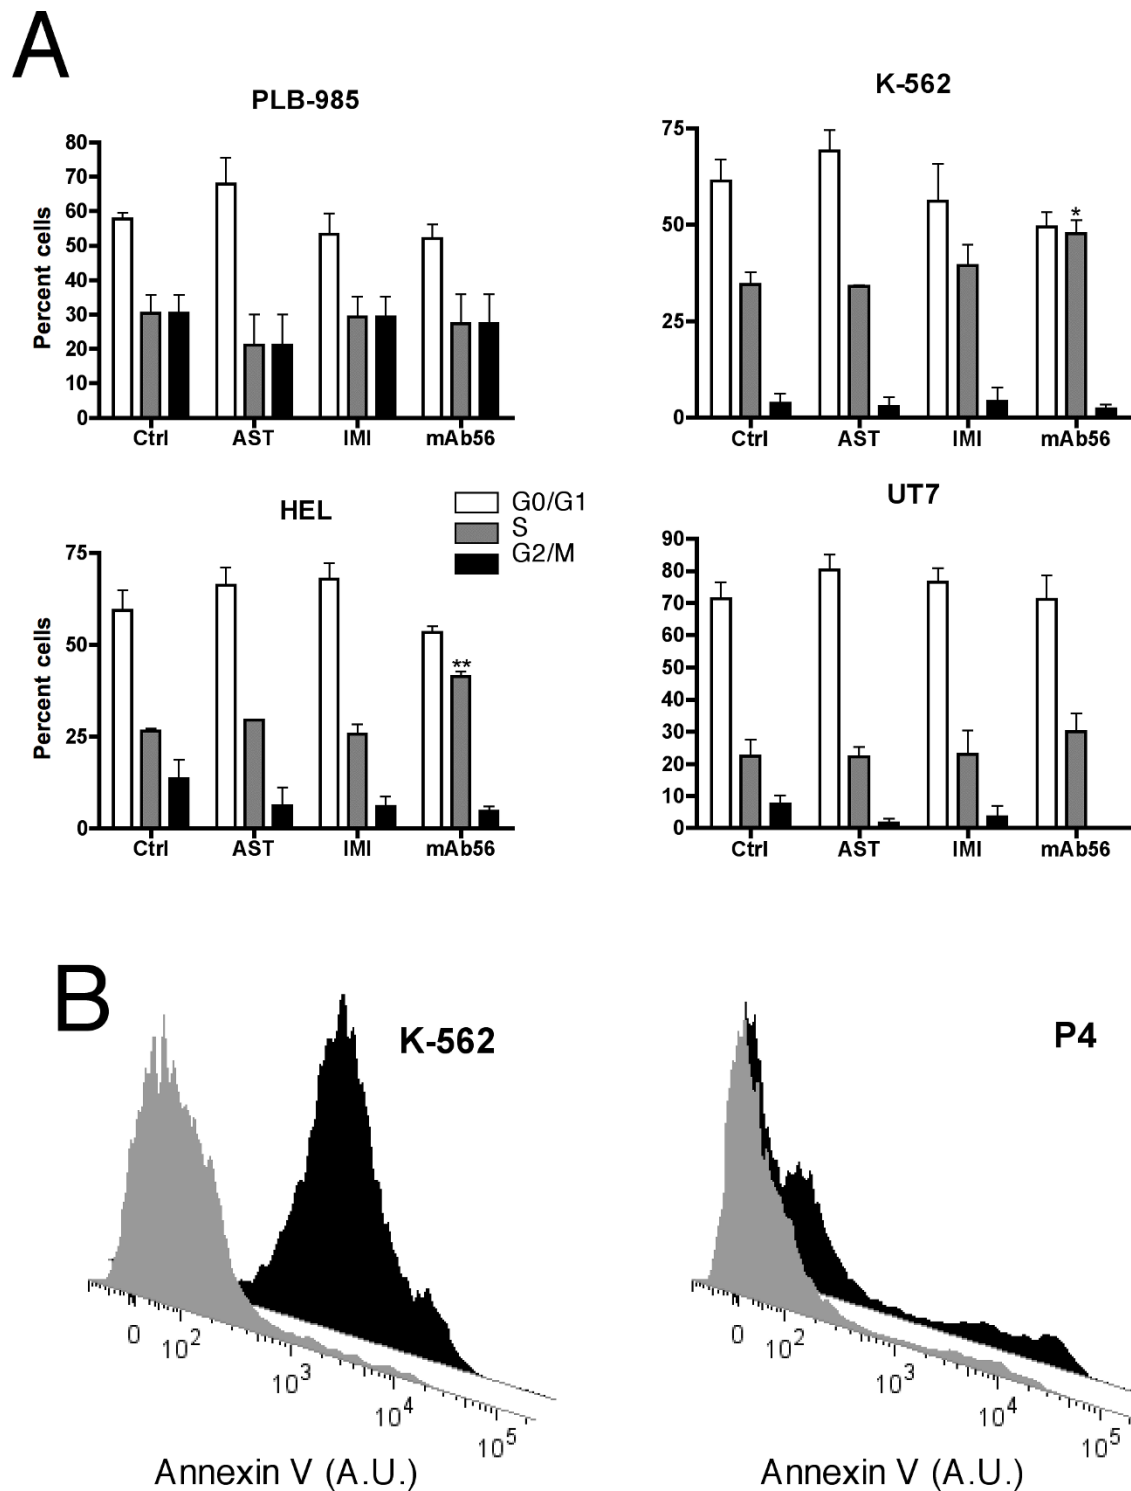 A
PLB-985
80
70
60
50
40
30
20
10
0
Percent cells
Ctrl AST IMI mAb56
K-562
75
50
25
0
*
Ctrl AST IMI mAb56
HEL
75
50
25
0
Percent cells
**
Ctrl AST IMI mAb56
G0/G1
S
G2/M
UT7
90
80
70
60
50
40
30
20
10
0
Ctrl AST IMI mAb56
B
K-562
0 10² 10³ 10⁴ 10⁵
Annexin V (A.U.)
P4
0 10² 10³ 10⁴ 10⁵
Annexin V (A.U.)